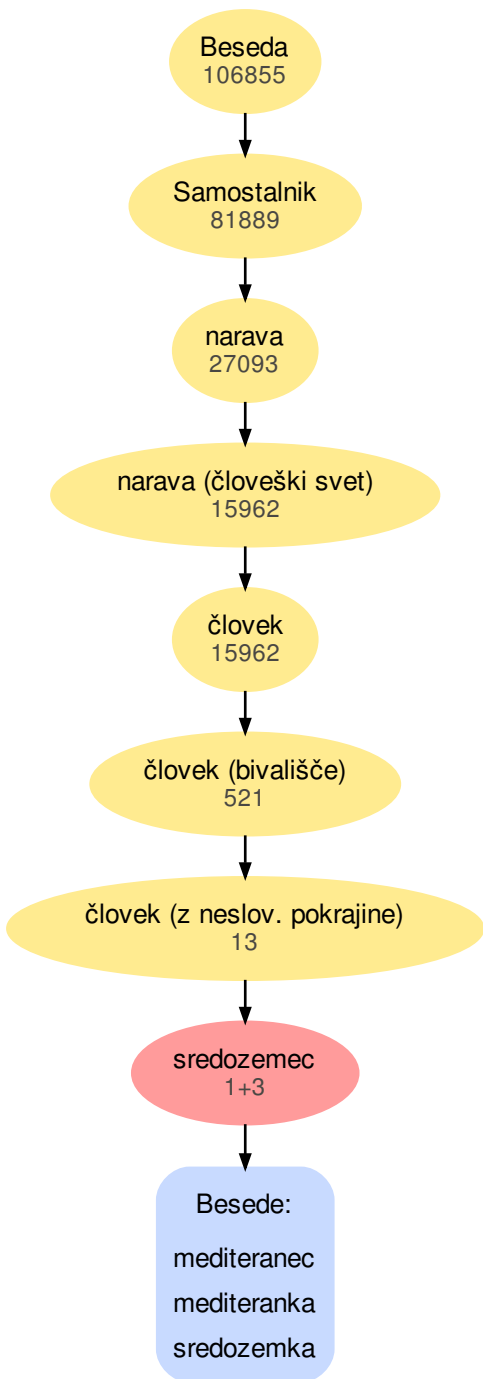 Beseda
106855
Samostalnik
81889
narava
27093
narava (človeški svet)
15962
človek
15962
človek (bivališče)
521
človek (z neslov. pokrajine)
13
sredozemec
1+3
Besede:
mediteranec
mediteranka
sredozemka